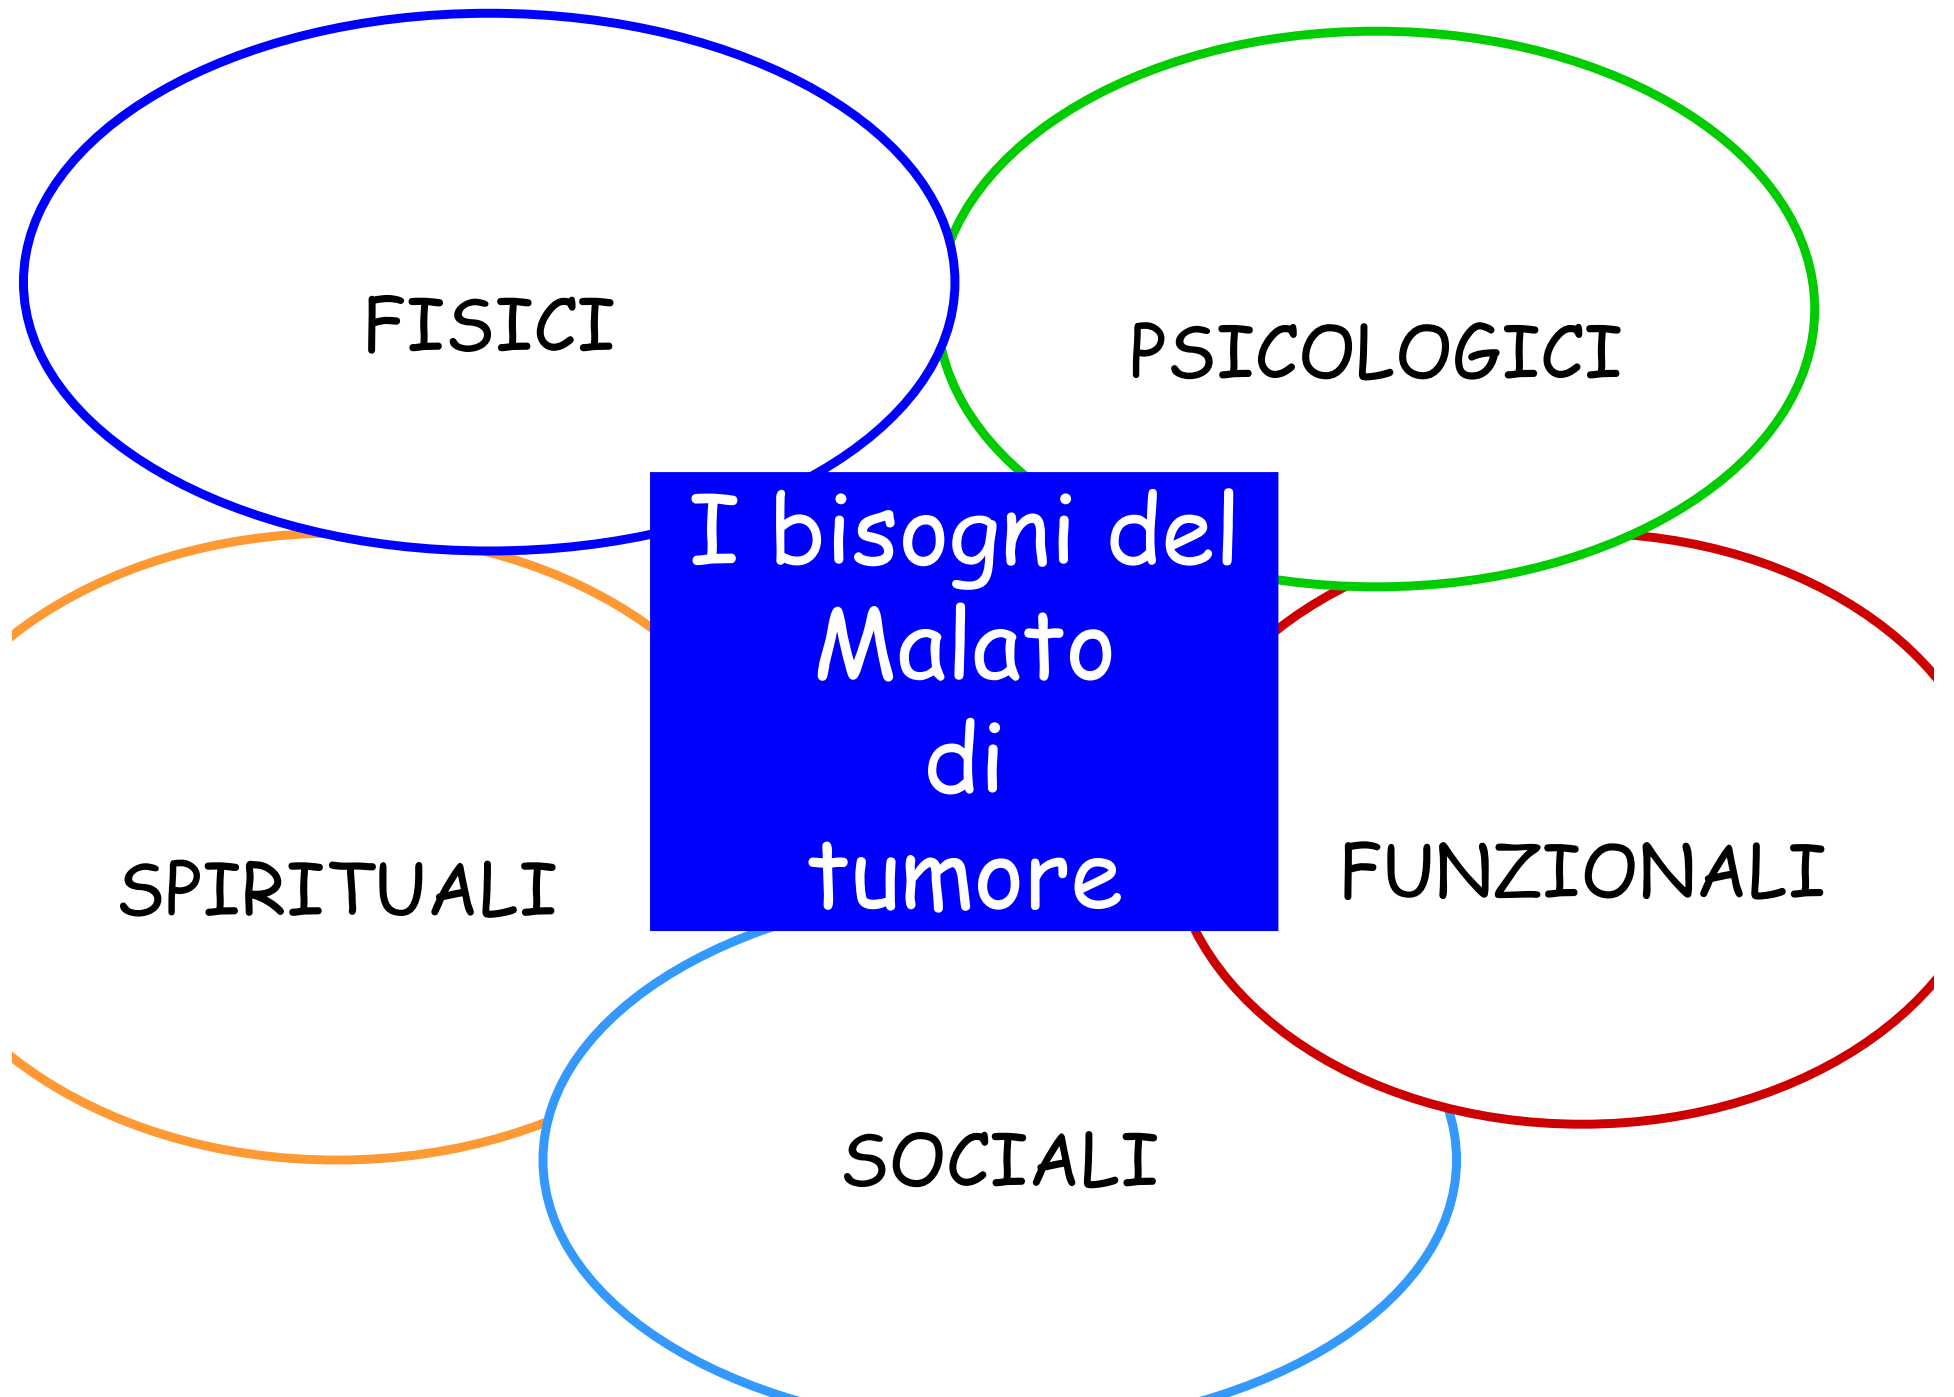 FISICI
PSICOLOGICI
I bisogni del
Malato
di
tumore
SPIRITUALI
FUNZIONALI
SOCIALI